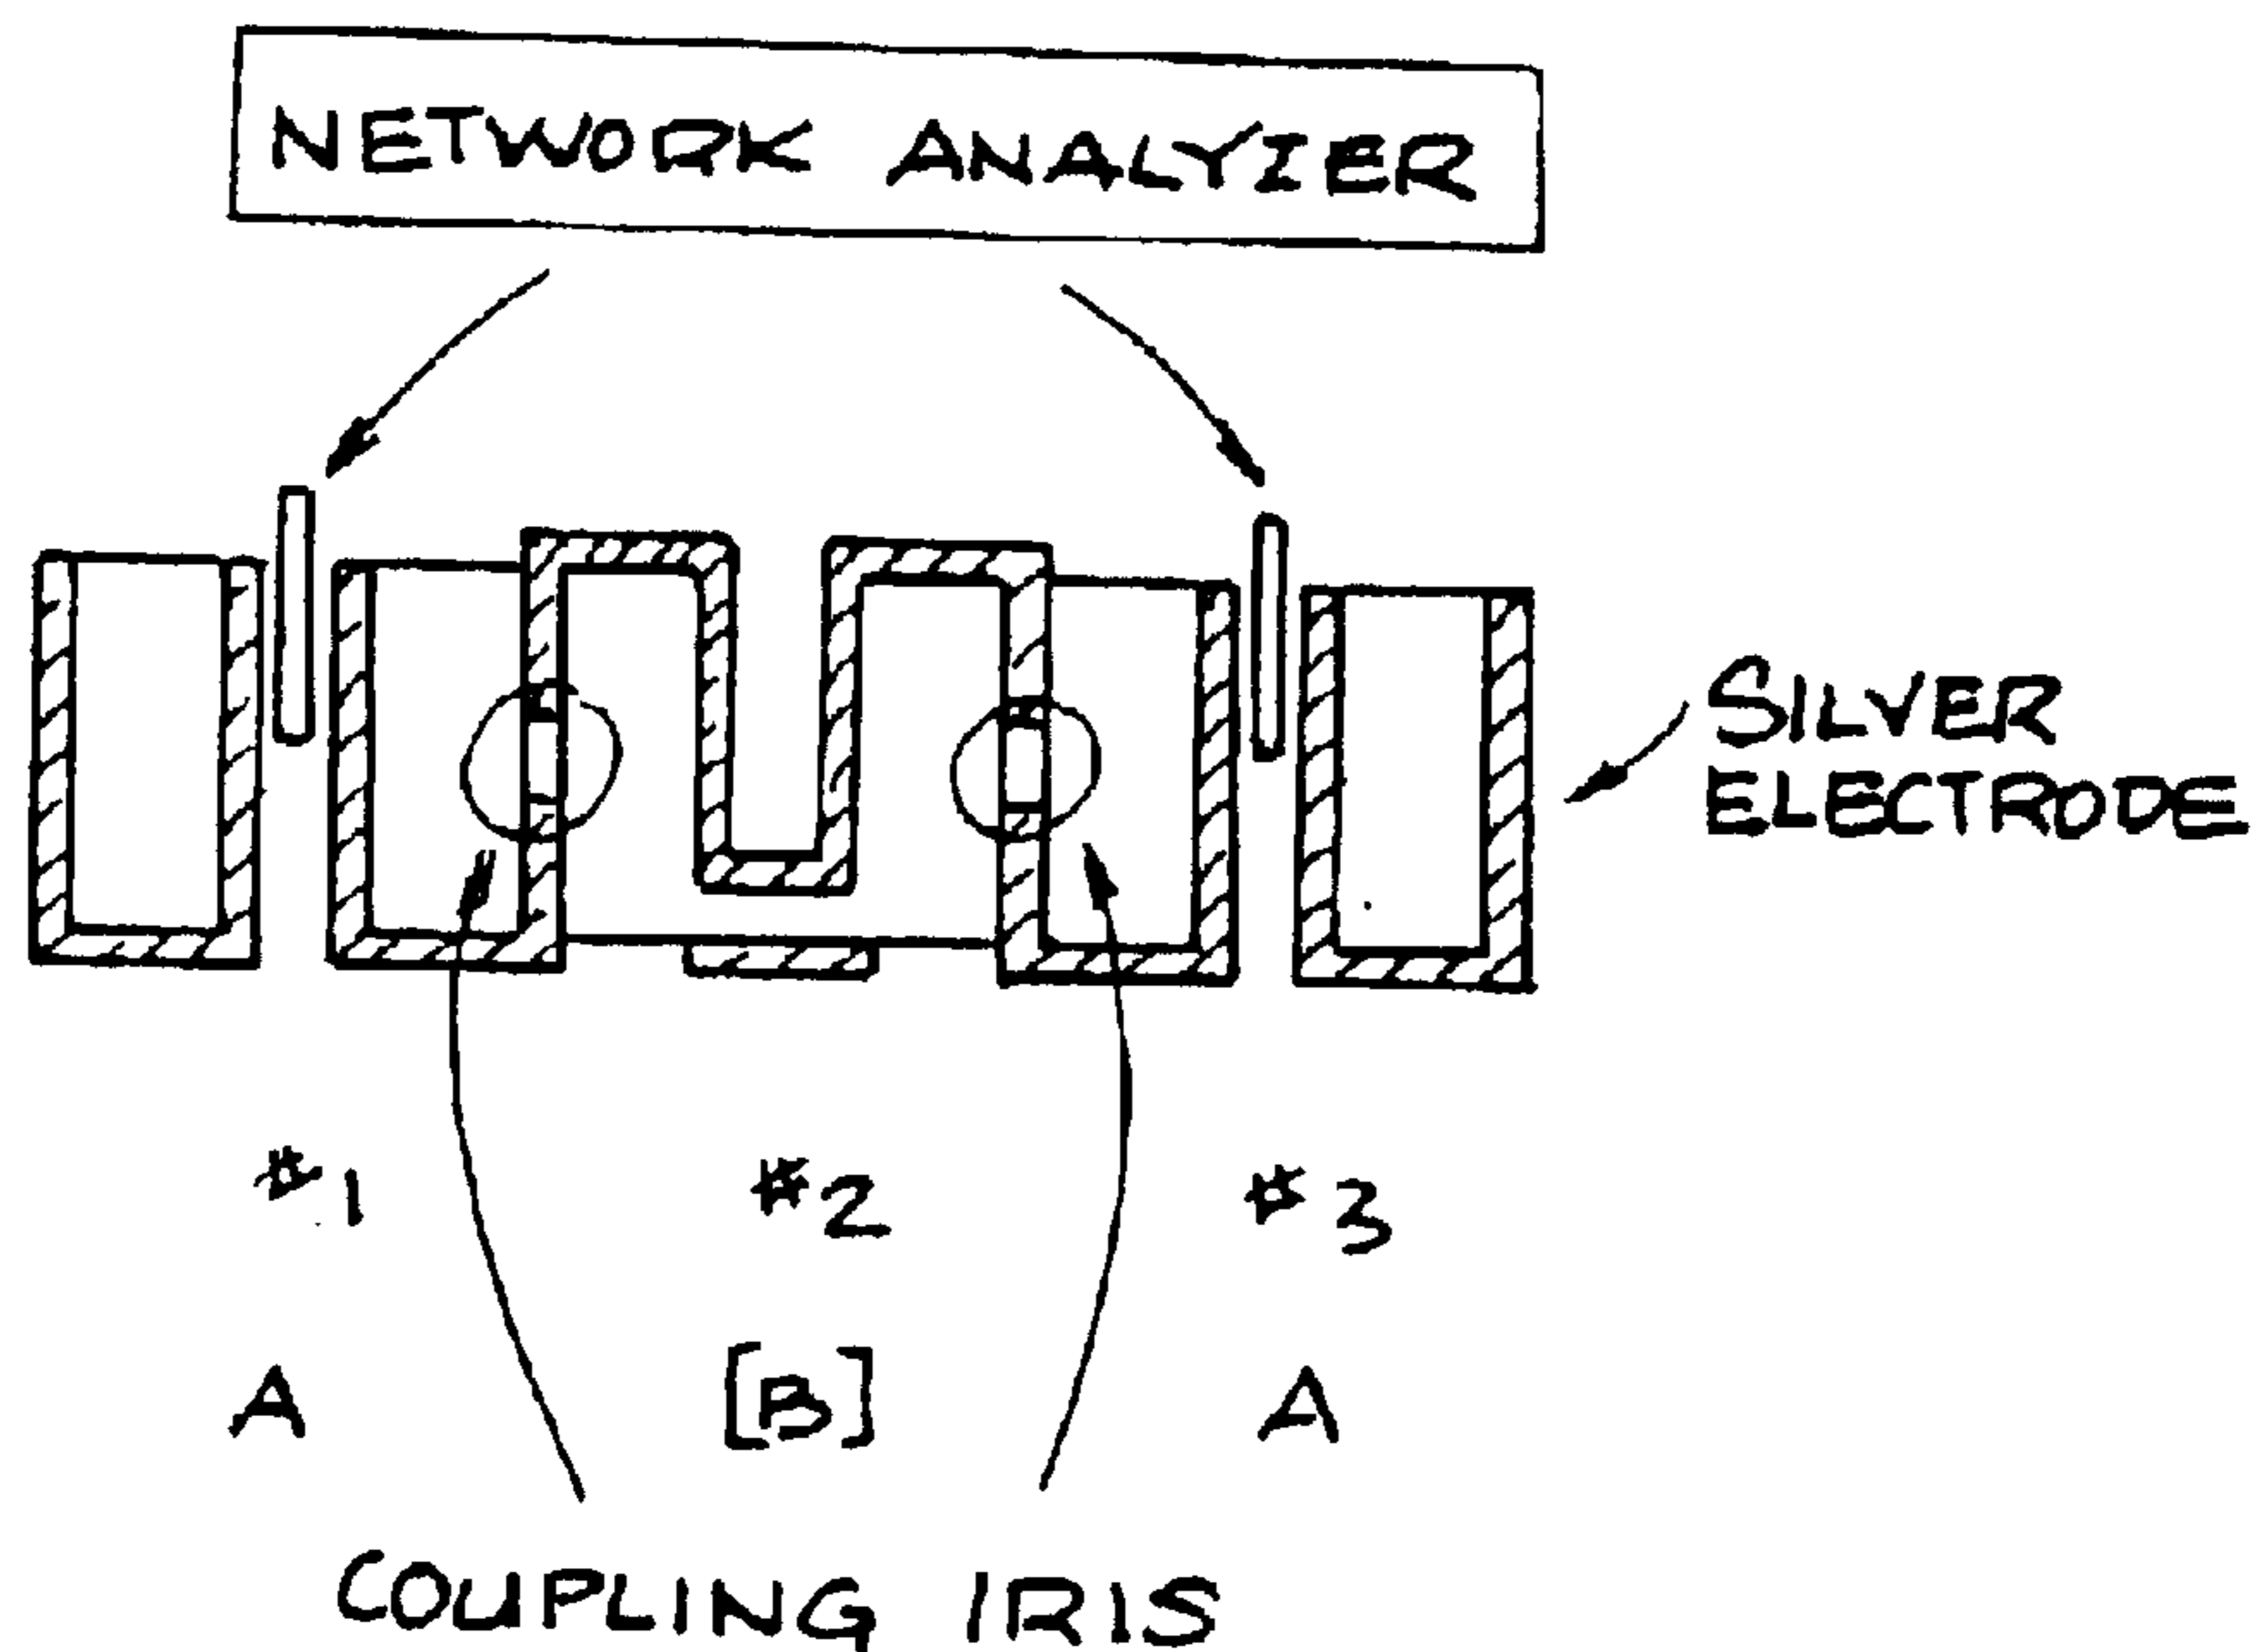 NETWORK ANALYZER
SILVER
ELECTRODE
#1 #2 #3
A [B] A
COUPLING IRIS